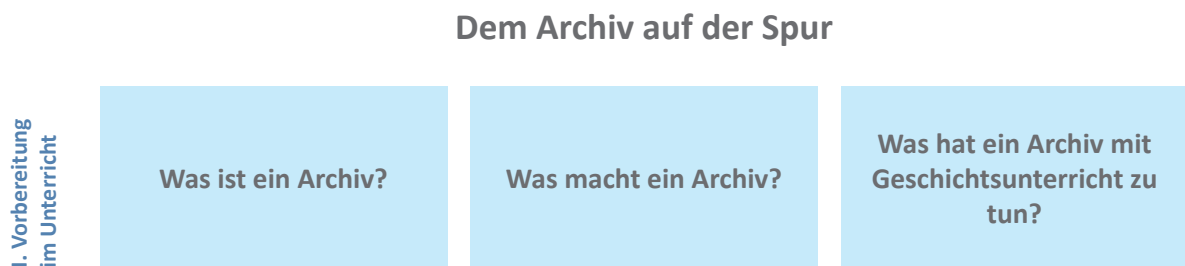 Dem Archiv auf der Spur
I. Vorbereitung
im Unterricht
Was ist ein Archiv?
Was macht ein Archiv?
Was hat ein Archiv mit
Geschichtsunterricht zu
tun?